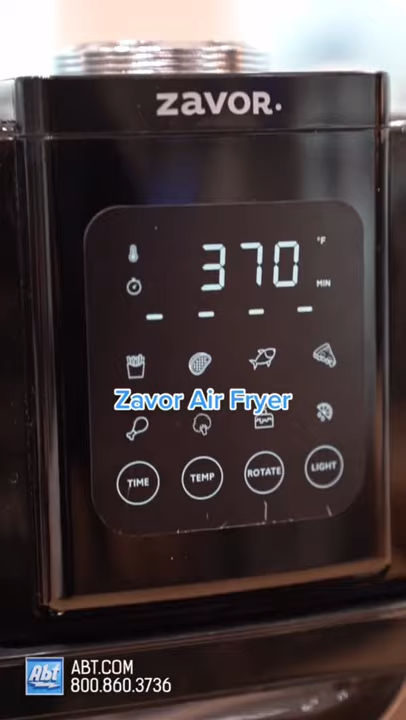 ZAVOR
370
°F
MIN
- - - -
Zavor Air Fryer
TIME
TEMP
ROTATE
LIGHT
Abt
ABT.COM
800.860.3736